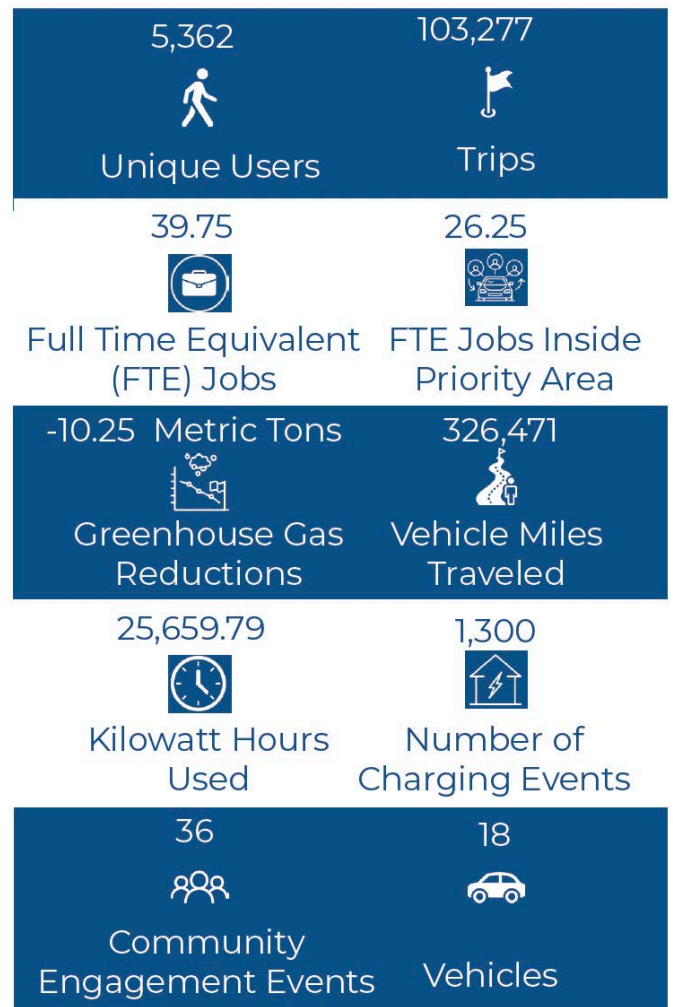 5,362
Unique Users
103,277
Trips
39.75
Full Time Equivalent
(FTE) Jobs
26.25
FTE Jobs Inside
Priority Area
-10.25 Metric Tons
Greenhouse Gas
Reductions
326,471
Vehicle Miles
Traveled
25,659.79
Kilowatt Hours
Used
1,300
Number of
Charging Events
36
Community
Engagement Events
18
Vehicles